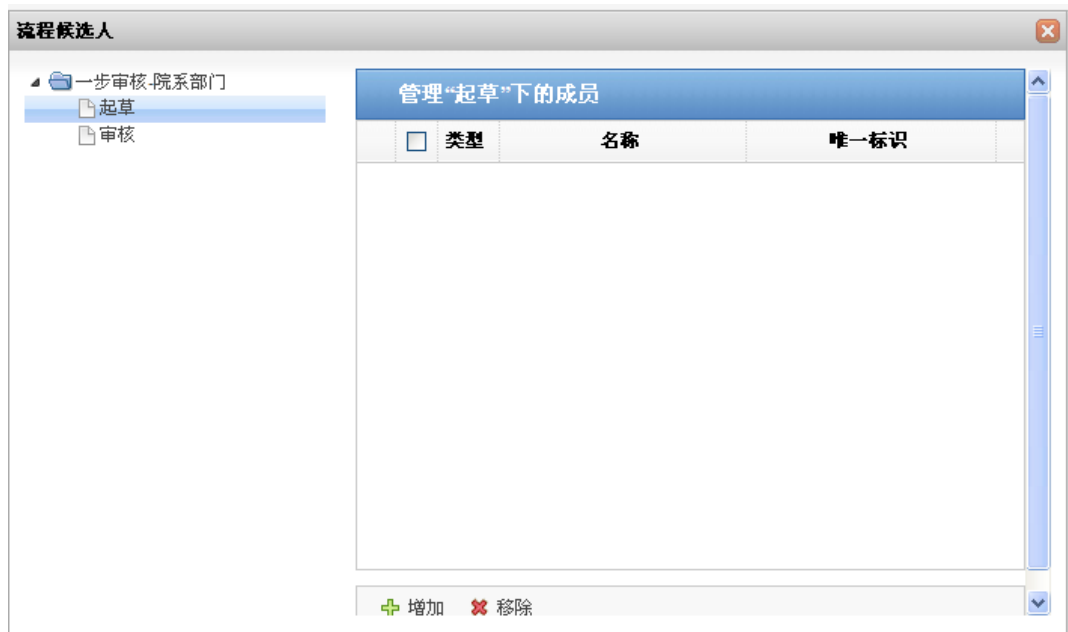 流程候选人
一步审核-院系部门
起草
审核
管理“起草”下的成员
类型 名称 唯一标识
增加 移除